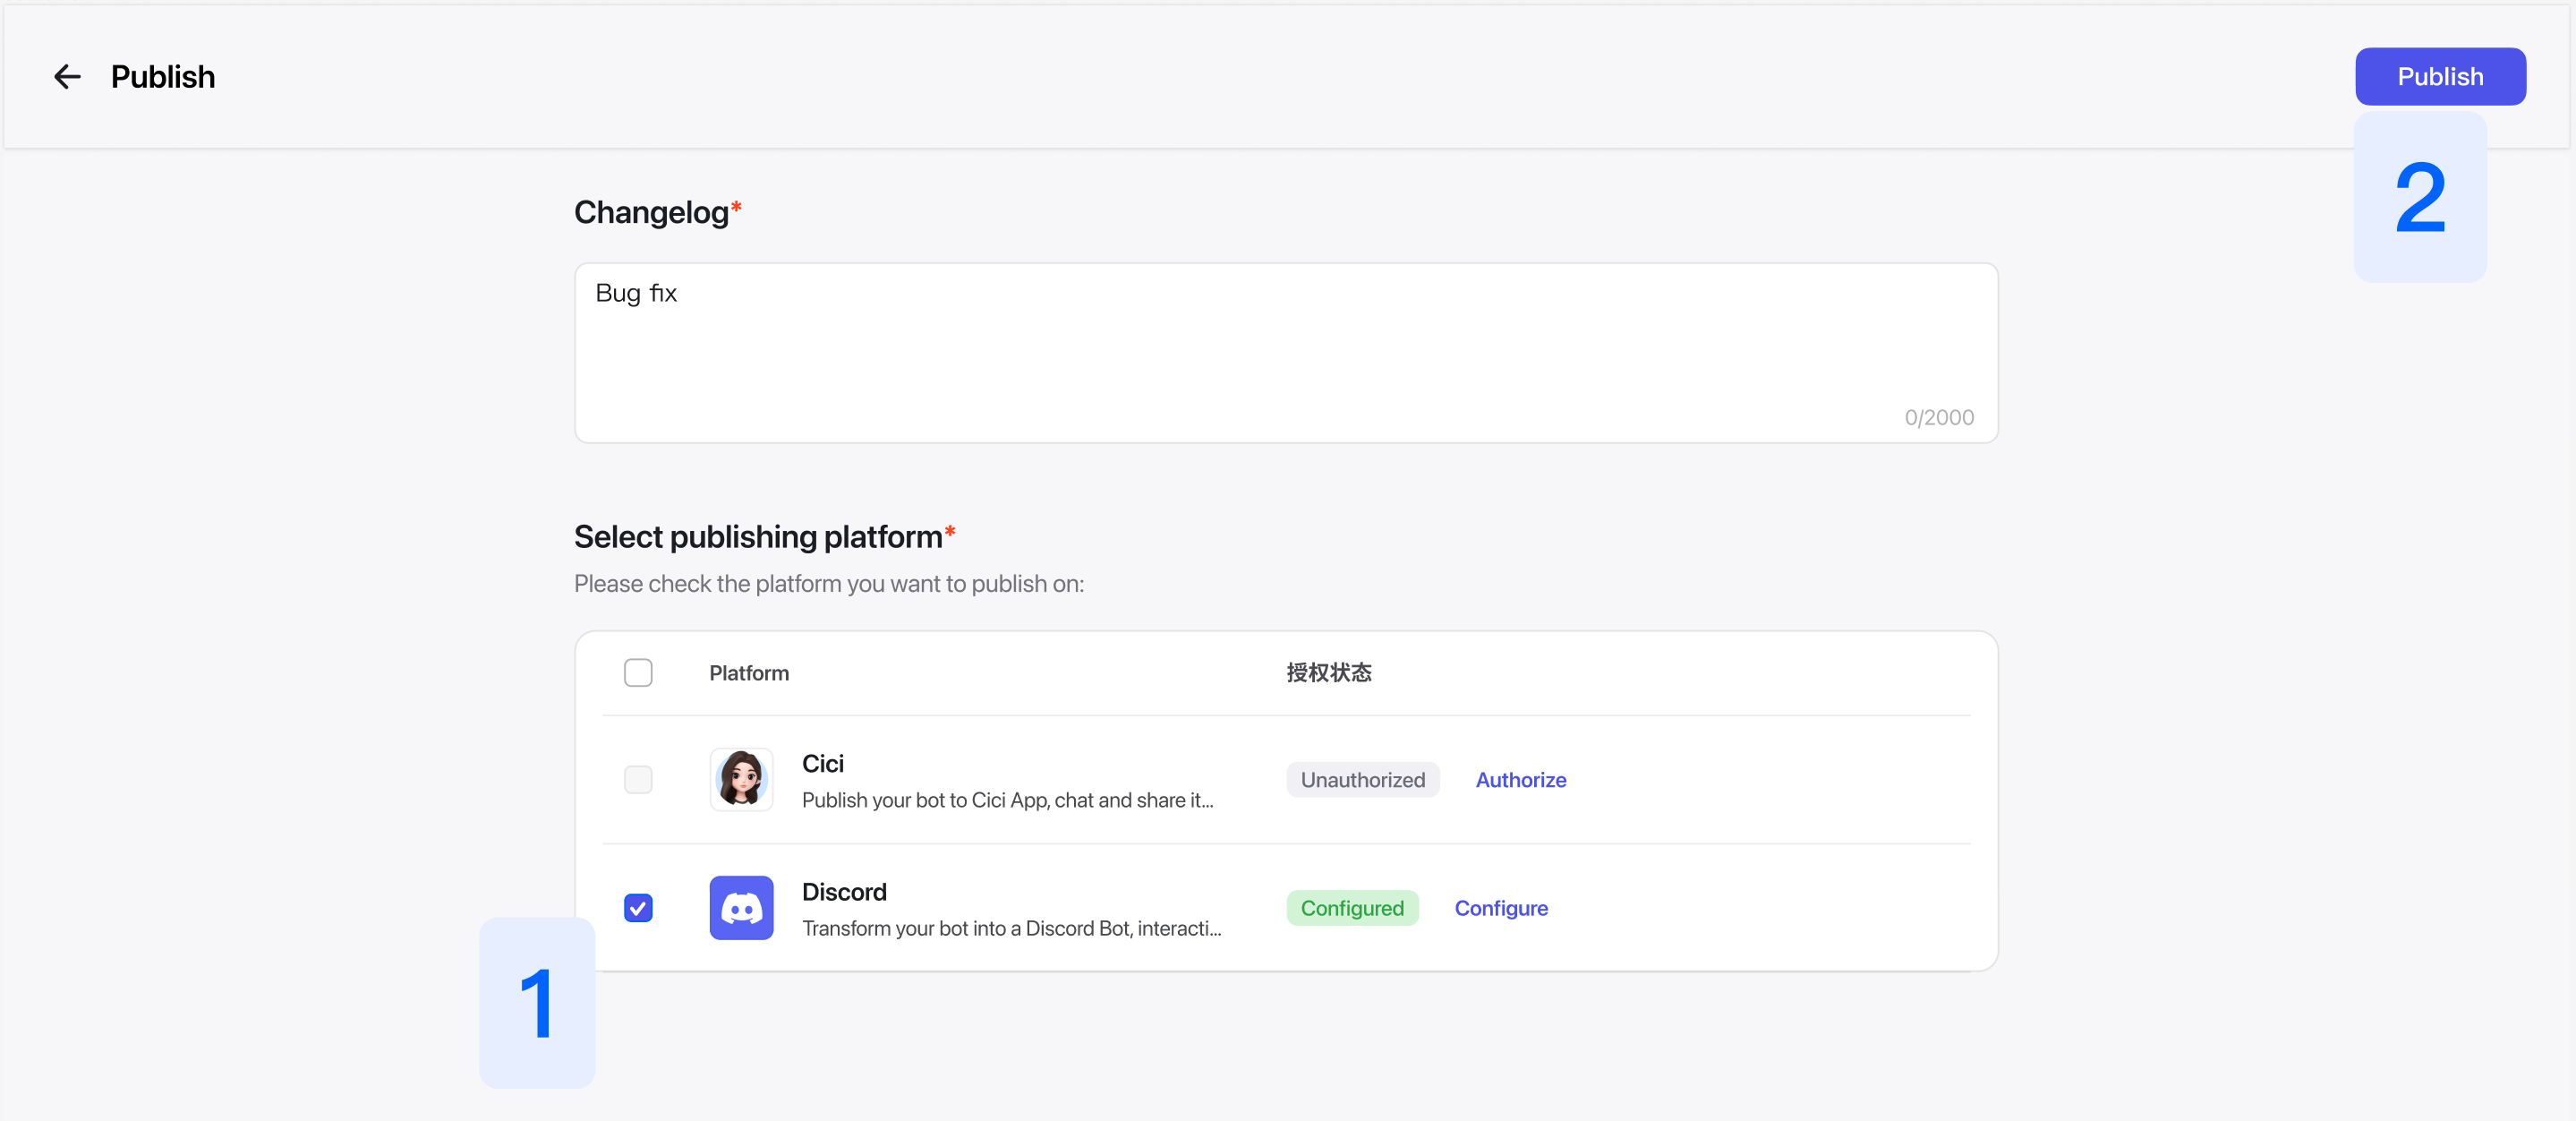 Publish
Publish
2
Changelog*
Bug fix
0/2000
Select publishing platform*
Please check the platform you want to publish on:
Platform 授权状态
Cici
Publish your bot to Cici App, chat and share it...
Unauthorized Authorize
Discord
Transform your bot into a Discord Bot, interacti...
Configured Configure
1